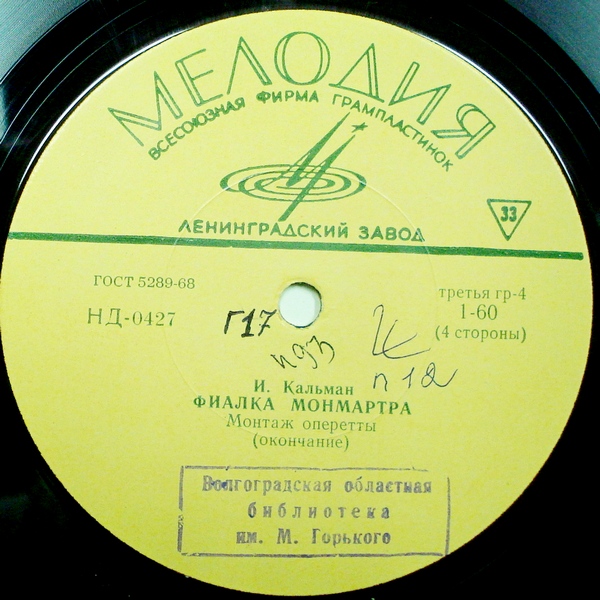 МЕЛОДИЯ
ВСЕСОЮЗНАЯ ФИРМА ГРАМПЛАСТИНОК
ЛЕНИНГРАДСКИЙ ЗАВОД
33
ГОСТ 5289-68
НД-0427
третья гр-4
1-60
(4 стороны)
Г17
п12
И. Кальман
ФИАЛКА МОНМАРТРА
Монтаж оперетты
(окончание)
Волгоградская областная
библиотека
им. М. Горького